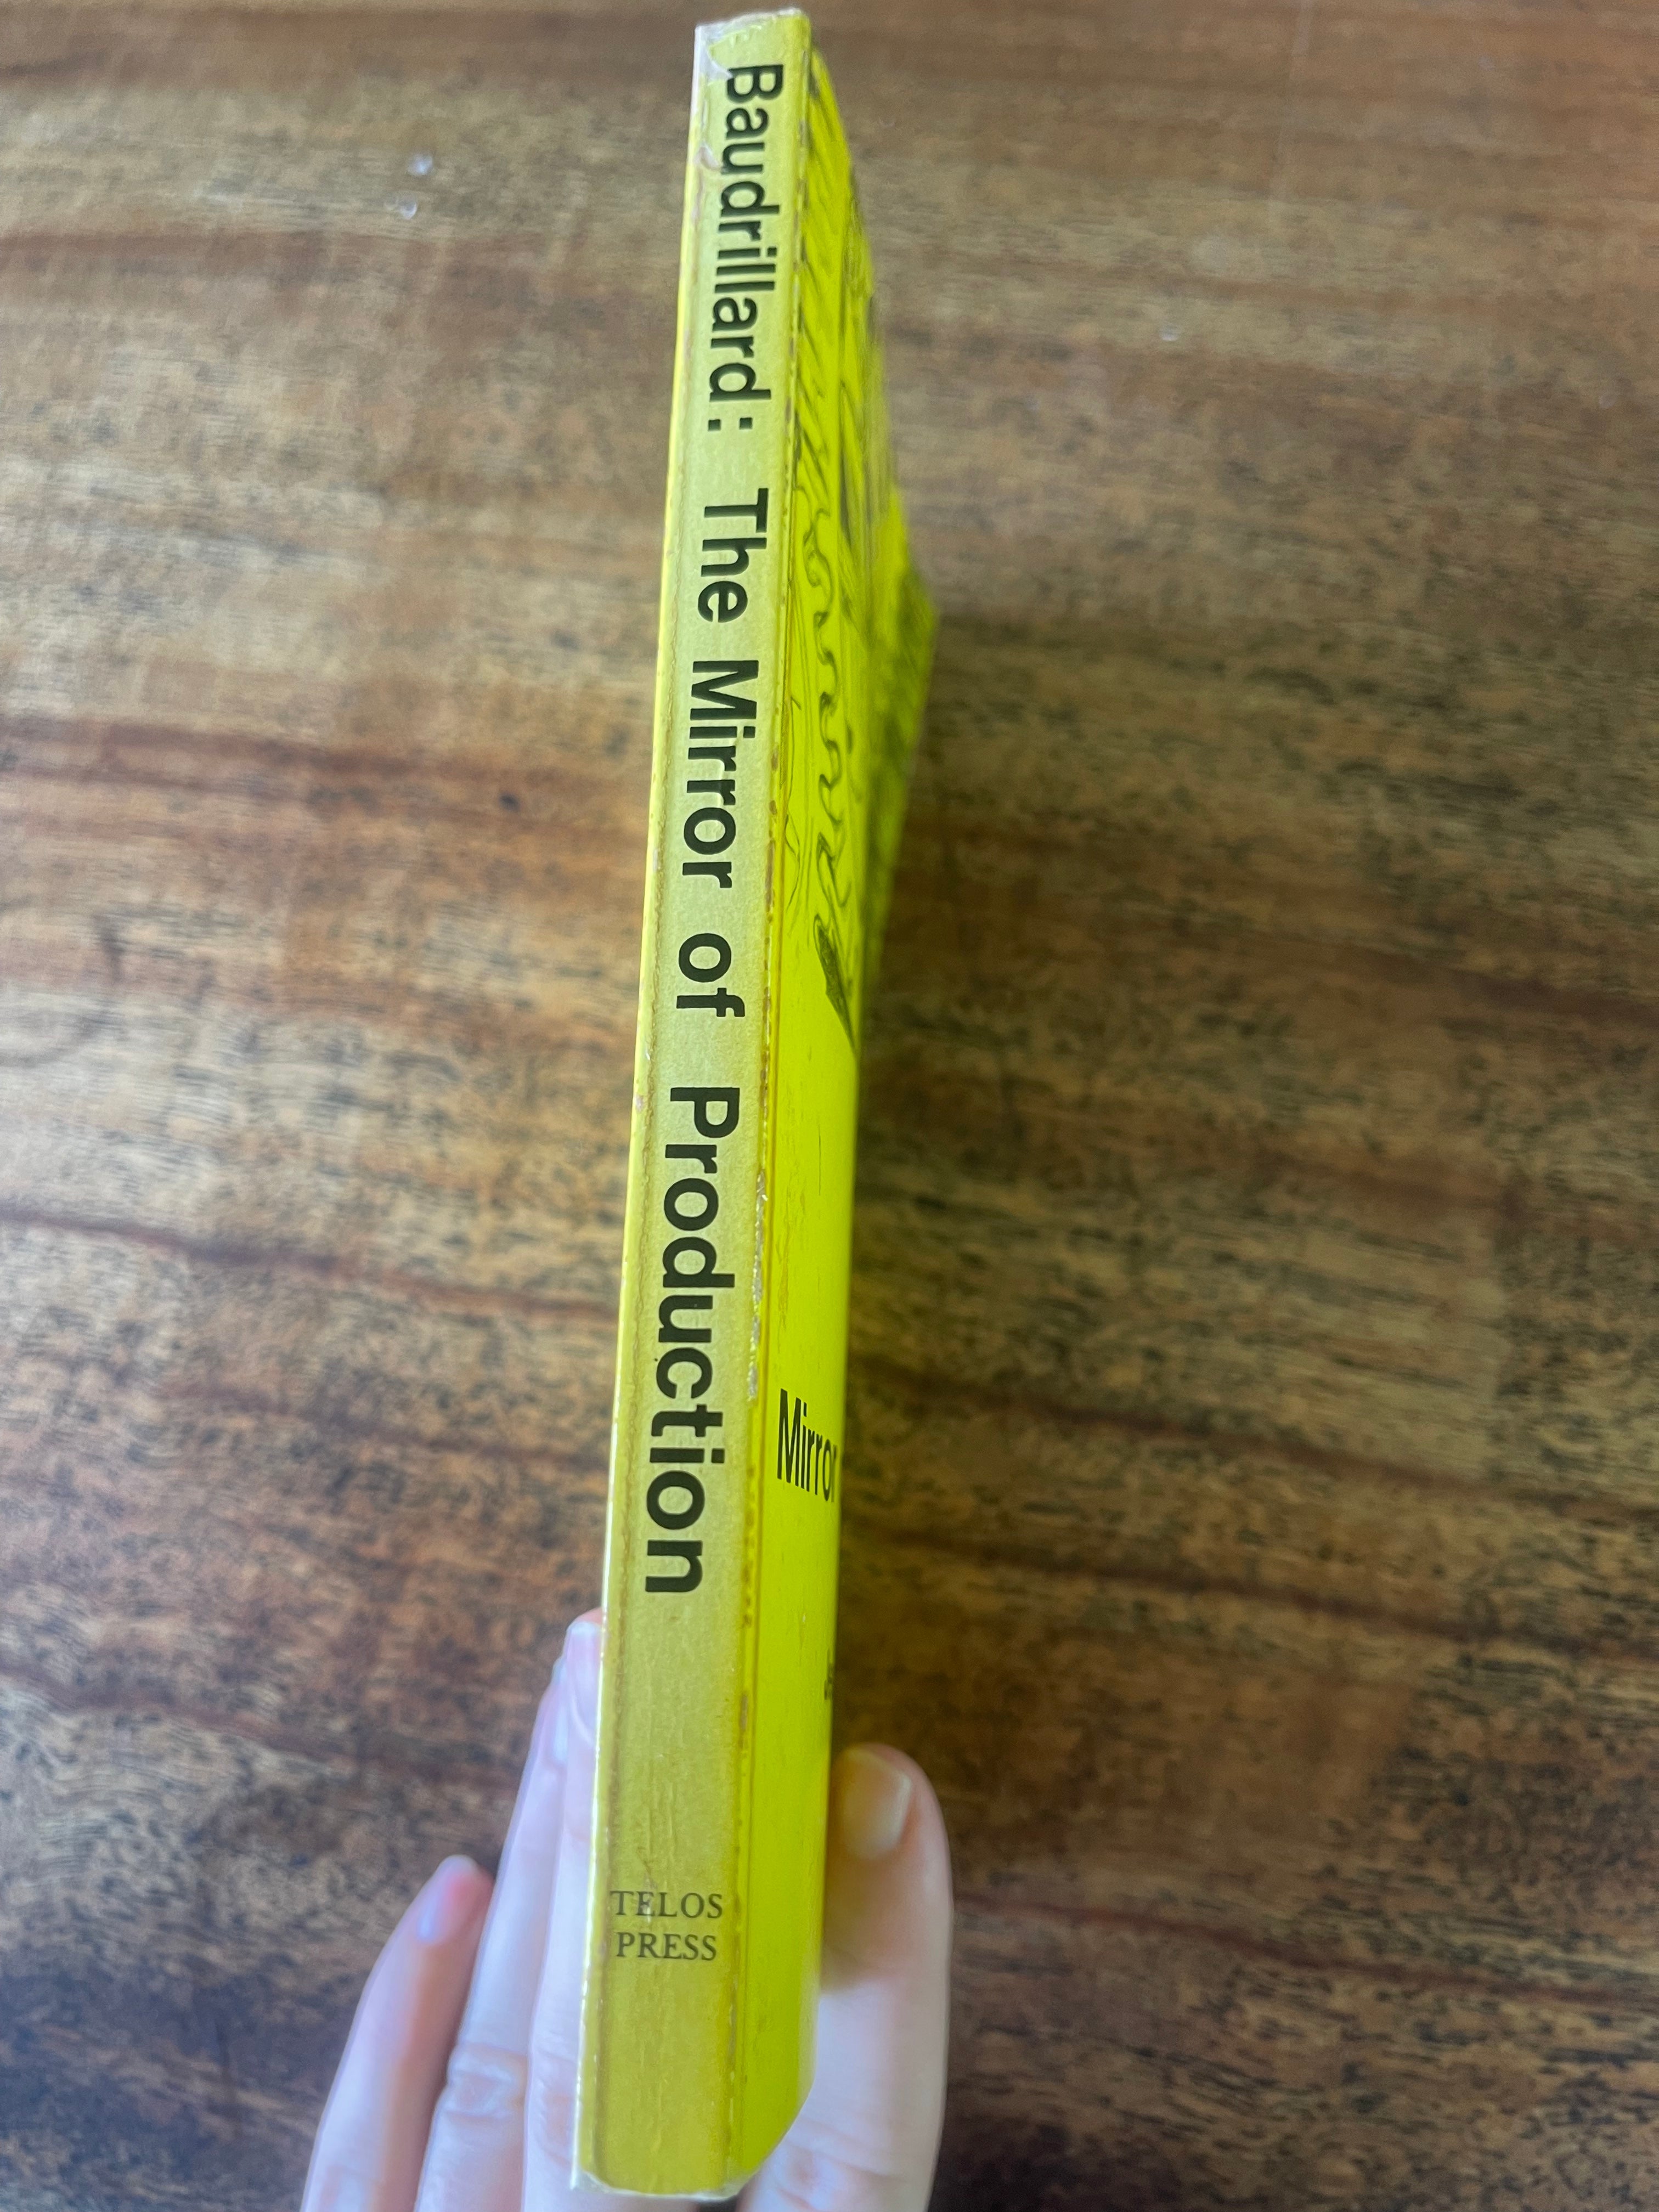 Baudrillard: The Mirror of Production
TELOS
PRESS
Mirror